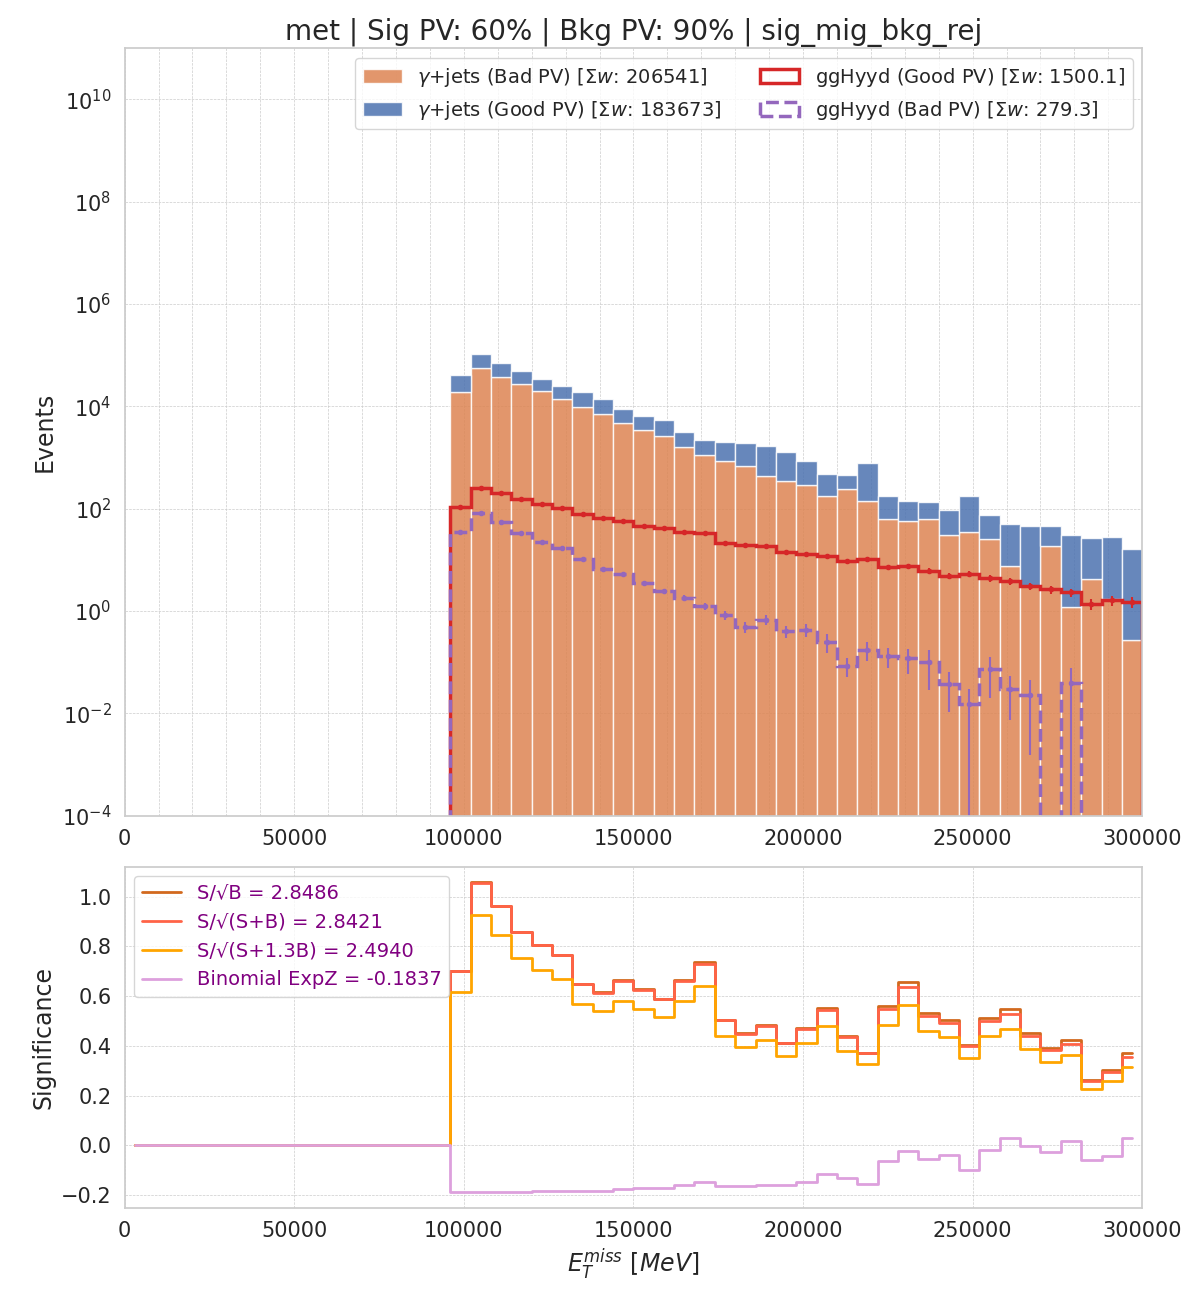 met | Sig PV: 60% | Bkg PV: 90% | sig_mig_bkg_rej
γ+jets (Bad PV) [Σw: 206541]
γ+jets (Good PV) [Σw: 183673]
ggHyyd (Good PV) [Σw: 1500.1]
ggHyyd (Bad PV) [Σw: 279.3]
Events
10^10
10^8
10^6
10^4
10^2
10^0
10^−2
10^−4
0 50000 100000 150000 200000 250000 300000
S/√B = 2.8486
S/√(S+B) = 2.8421
S/√(S+1.3B) = 2.4940
Binomial ExpZ = -0.1837
Significance
1.0
0.8
0.6
0.4
0.2
0.0
−0.2
0 50000 100000 150000 200000 250000 300000
E_T^miss [MeV]